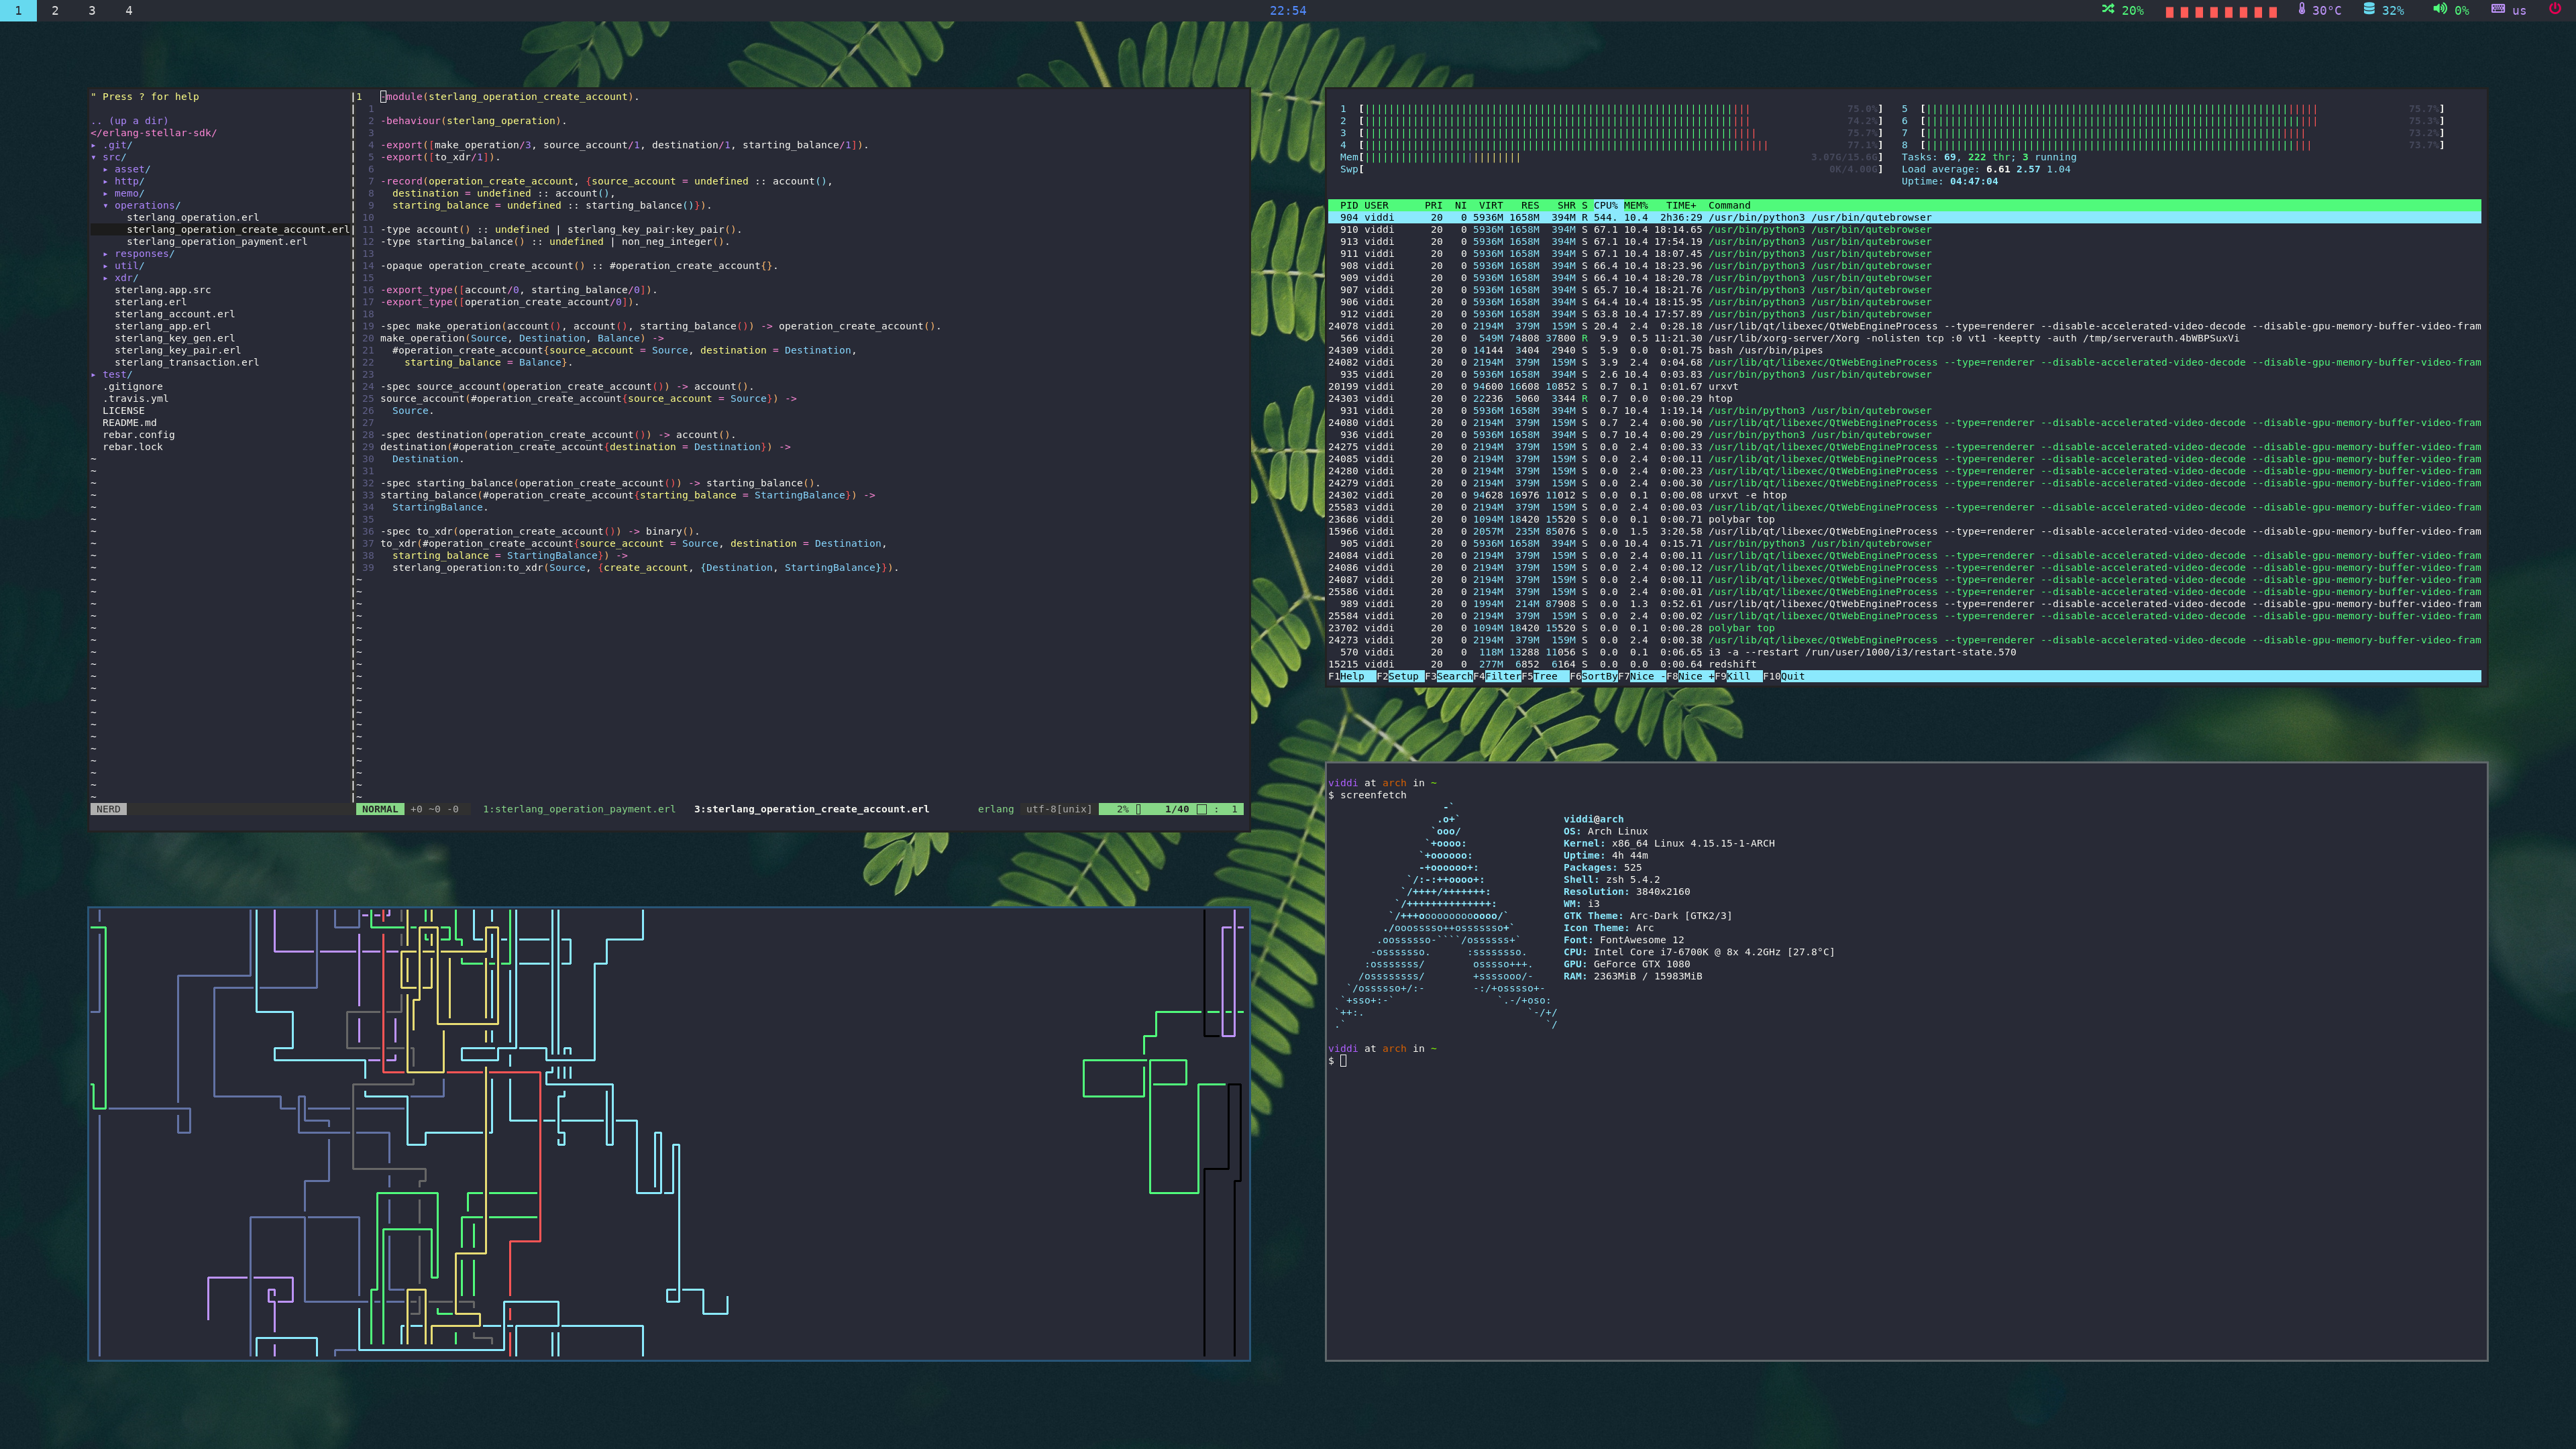 1 2 3 4 22:54 20% 30°C 32% 0% us
" Press ? for help
.. (up a dir)
</erlang-stellar-sdk/
▸ .git/
▾ src/
▸ asset/
▸ http/
▸ memo/
▾ operations/
sterlang_operation.erl
sterlang_operation_create_account.erl
sterlang_operation_payment.erl
▸ responses/
▸ util/
▸ xdr/
sterlang.app.src
sterlang.erl
sterlang_account.erl
sterlang_app.erl
sterlang_key_gen.erl
sterlang_key_pair.erl
sterlang_transaction.erl
▸ test/
.gitignore
.travis.yml
LICENSE
README.md
rebar.config
rebar.lock
NERD
1 -module(sterlang_operation_create_account).
1
2 -behaviour(sterlang_operation).
3
4 -export([make_operation/3, source_account/1, destination/1, starting_balance/1]).
5 -export([to_xdr/1]).
6
7 -record(operation_create_account, {source_account = undefined :: account(),
8 destination = undefined :: account(),
9 starting_balance = undefined :: starting_balance()}).
10
11 -type account() :: undefined | sterlang_key_pair:key_pair().
12 -type starting_balance() :: undefined | non_neg_integer().
13
14 -opaque operation_create_account() :: #operation_create_account{}.
15
16 -export_type([account/0, starting_balance/0]).
17 -export_type([operation_create_account/0]).
18
19 -spec make_operation(account(), account(), starting_balance()) -> operation_create_account().
20 make_operation(Source, Destination, Balance) ->
21 #operation_create_account{source_account = Source, destination = Destination,
22 starting_balance = Balance}.
23
24 -spec source_account(operation_create_account()) -> account().
25 source_account(#operation_create_account{source_account = Source}) ->
26 Source.
27
28 -spec destination(operation_create_account()) -> account().
29 destination(#operation_create_account{destination = Destination}) ->
30 Destination.
31
32 -spec starting_balance(operation_create_account()) -> starting_balance().
33 starting_balance(#operation_create_account{starting_balance = StartingBalance}) ->
34 StartingBalance.
35
36 -spec to_xdr(operation_create_account()) -> binary().
37 to_xdr(#operation_create_account{source_account = Source, destination = Destination,
38 starting_balance = StartingBalance}) ->
39 sterlang_operation:to_xdr(Source, {create_account, {Destination, StartingBalance}}).
NORMAL +0 ~0 -0 1:sterlang_operation_payment.erl 3:sterlang_operation_create_account.erl erlang utf-8[unix] 2% 1/40 : 1
1 [75.0%] 5 [75.7%]
2 [74.2%] 6 [75.3%]
3 [75.7%] 7 [73.2%]
4 [77.1%] 8 [73.7%]
Mem[3.07G/15.6G] Tasks: 69, 222 thr; 3 running
Swp[0K/4.00G] Load average: 6.61 2.57 1.04
Uptime: 04:47:04
PID USER PRI NI VIRT RES SHR S CPU% MEM% TIME+ Command
904 viddi 20 0 5936M 1658M 394M R 544. 10.4 2h36:29 /usr/bin/python3 /usr/bin/qutebrowser
910 viddi 20 0 5936M 1658M 394M S 67.1 10.4 18:14.65 /usr/bin/python3 /usr/bin/qutebrowser
913 viddi 20 0 5936M 1658M 394M S 67.1 10.4 17:54.19 /usr/bin/python3 /usr/bin/qutebrowser
911 viddi 20 0 5936M 1658M 394M S 67.1 10.4 18:07.45 /usr/bin/python3 /usr/bin/qutebrowser
908 viddi 20 0 5936M 1658M 394M S 66.4 10.4 18:23.96 /usr/bin/python3 /usr/bin/qutebrowser
909 viddi 20 0 5936M 1658M 394M S 66.4 10.4 18:20.78 /usr/bin/python3 /usr/bin/qutebrowser
907 viddi 20 0 5936M 1658M 394M S 65.7 10.4 18:21.76 /usr/bin/python3 /usr/bin/qutebrowser
906 viddi 20 0 5936M 1658M 394M S 64.4 10.4 18:15.95 /usr/bin/python3 /usr/bin/qutebrowser
912 viddi 20 0 5936M 1658M 394M S 63.8 10.4 17:57.89 /usr/bin/python3 /usr/bin/qutebrowser
24078 viddi 20 0 2194M 379M 159M S 20.4 2.4 0:28.18 /usr/lib/qt/libexec/QtWebEngineProcess --type=renderer --disable-accelerated-video-decode --disable-gpu-memory-buffer-video-fram
566 viddi 20 0 549M 74808 37800 R 9.9 0.5 11:21.30 /usr/lib/xorg-server/Xorg -nolisten tcp :0 vt1 -keeptty -auth /tmp/serverauth.4bWBPSuxVi
24309 viddi 20 0 14144 3404 2940 S 5.9 0.0 0:01.75 bash /usr/bin/pipes
24082 viddi 20 0 2194M 379M 159M S 3.9 2.4 0:04.68 /usr/lib/qt/libexec/QtWebEngineProcess --type=renderer --disable-accelerated-video-decode --disable-gpu-memory-buffer-video-fram
935 viddi 20 0 5936M 1658M 394M S 2.6 10.4 0:03.83 /usr/bin/python3 /usr/bin/qutebrowser
20199 viddi 20 0 94600 16608 10852 S 0.7 0.1 0:01.67 urxvt
24303 viddi 20 0 22236 5060 3344 R 0.7 0.0 0:00.29 htop
931 viddi 20 0 5936M 1658M 394M S 0.7 10.4 1:19.14 /usr/bin/python3 /usr/bin/qutebrowser
24080 viddi 20 0 2194M 379M 159M S 0.7 2.4 0:00.90 /usr/lib/qt/libexec/QtWebEngineProcess --type=renderer --disable-accelerated-video-decode --disable-gpu-memory-buffer-video-fram
936 viddi 20 0 5936M 1658M 394M S 0.7 10.4 0:00.29 /usr/bin/python3 /usr/bin/qutebrowser
24275 viddi 20 0 2194M 379M 159M S 0.0 2.4 0:00.33 /usr/lib/qt/libexec/QtWebEngineProcess --type=renderer --disable-accelerated-video-decode --disable-gpu-memory-buffer-video-fram
24085 viddi 20 0 2194M 379M 159M S 0.0 2.4 0:00.11 /usr/lib/qt/libexec/QtWebEngineProcess --type=renderer --disable-accelerated-video-decode --disable-gpu-memory-buffer-video-fram
24280 viddi 20 0 2194M 379M 159M S 0.0 2.4 0:00.23 /usr/lib/qt/libexec/QtWebEngineProcess --type=renderer --disable-accelerated-video-decode --disable-gpu-memory-buffer-video-fram
24279 viddi 20 0 2194M 379M 159M S 0.0 2.4 0:00.30 /usr/lib/qt/libexec/QtWebEngineProcess --type=renderer --disable-accelerated-video-decode --disable-gpu-memory-buffer-video-fram
24302 viddi 20 0 94628 16976 11012 S 0.0 0.1 0:00.08 urxvt -e htop
25583 viddi 20 0 2194M 379M 159M S 0.0 2.4 0:00.03 /usr/lib/qt/libexec/QtWebEngineProcess --type=renderer --disable-accelerated-video-decode --disable-gpu-memory-buffer-video-fram
23686 viddi 20 0 1094M 18420 15520 S 0.0 0.1 0:00.71 polybar top
15966 viddi 20 0 2057M 235M 85076 S 0.0 1.5 3:20.58 /usr/lib/qt/libexec/QtWebEngineProcess --type=renderer --disable-accelerated-video-decode --disable-gpu-memory-buffer-video-fram
905 viddi 20 0 5936M 1658M 394M S 0.0 10.4 0:15.71 /usr/bin/python3 /usr/bin/qutebrowser
24084 viddi 20 0 2194M 379M 159M S 0.0 2.4 0:00.11 /usr/lib/qt/libexec/QtWebEngineProcess --type=renderer --disable-accelerated-video-decode --disable-gpu-memory-buffer-video-fram
24086 viddi 20 0 2194M 379M 159M S 0.0 2.4 0:00.12 /usr/lib/qt/libexec/QtWebEngineProcess --type=renderer --disable-accelerated-video-decode --disable-gpu-memory-buffer-video-fram
24087 viddi 20 0 2194M 379M 159M S 0.0 2.4 0:00.11 /usr/lib/qt/libexec/QtWebEngineProcess --type=renderer --disable-accelerated-video-decode --disable-gpu-memory-buffer-video-fram
25586 viddi 20 0 2194M 379M 159M S 0.0 2.4 0:00.01 /usr/lib/qt/libexec/QtWebEngineProcess --type=renderer --disable-accelerated-video-decode --disable-gpu-memory-buffer-video-fram
989 viddi 20 0 1994M 214M 87908 S 0.0 1.3 0:52.61 /usr/lib/qt/libexec/QtWebEngineProcess --type=renderer --disable-accelerated-video-decode --disable-gpu-memory-buffer-video-fram
25584 viddi 20 0 2194M 379M 159M S 0.0 2.4 0:00.02 /usr/lib/qt/libexec/QtWebEngineProcess --type=renderer --disable-accelerated-video-decode --disable-gpu-memory-buffer-video-fram
23702 viddi 20 0 1094M 18420 15520 S 0.0 0.1 0:00.28 polybar top
24273 viddi 20 0 2194M 379M 159M S 0.0 2.4 0:00.38 /usr/lib/qt/libexec/QtWebEngineProcess --type=renderer --disable-accelerated-video-decode --disable-gpu-memory-buffer-video-fram
570 viddi 20 0 118M 13288 11056 S 0.0 0.1 0:06.65 i3 -a --restart /run/user/1000/i3/restart-state.570
15215 viddi 20 0 277M 6852 6164 S 0.0 0.0 0:00.64 redshift
F1Help F2Setup F3SearchF4FilterF5Tree F6SortByF7Nice -F8Nice +F9Kill F10Quit
viddi at arch in ~
$ screenfetch
viddi@arch
OS: Arch Linux
Kernel: x86_64 Linux 4.15.15-1-ARCH
Uptime: 4h 44m
Packages: 525
Shell: zsh 5.4.2
Resolution: 3840x2160
WM: i3
GTK Theme: Arc-Dark [GTK2/3]
Icon Theme: Arc
Font: FontAwesome 12
CPU: Intel Core i7-6700K @ 8x 4.2GHz [27.8°C]
GPU: GeForce GTX 1080
RAM: 2363MiB / 15983MiB
viddi at arch in ~
$